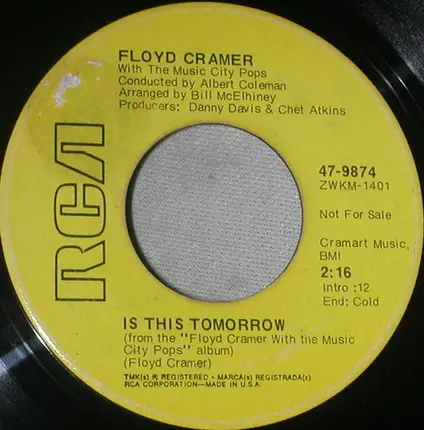 FLOYD CRAMER
With The Music City Pops
Conducted by Albert Coleman
Arranged by Bill McElhiney
Producers: Danny Davis & Chet Atkins
RCA
47-9874
ZWKM-1401
Not For Sale
Cramart Music,
BMI
2:16
Intro :12
End: Cold
IS THIS TOMORROW
(from the "Floyd Cramer With the Music
City Pops" album)
(Floyd Cramer)
TMK(s) ® REGISTERED • MARCA(s) REGISTRADA(s)
RCA CORPORATION—MADE IN U.S.A.